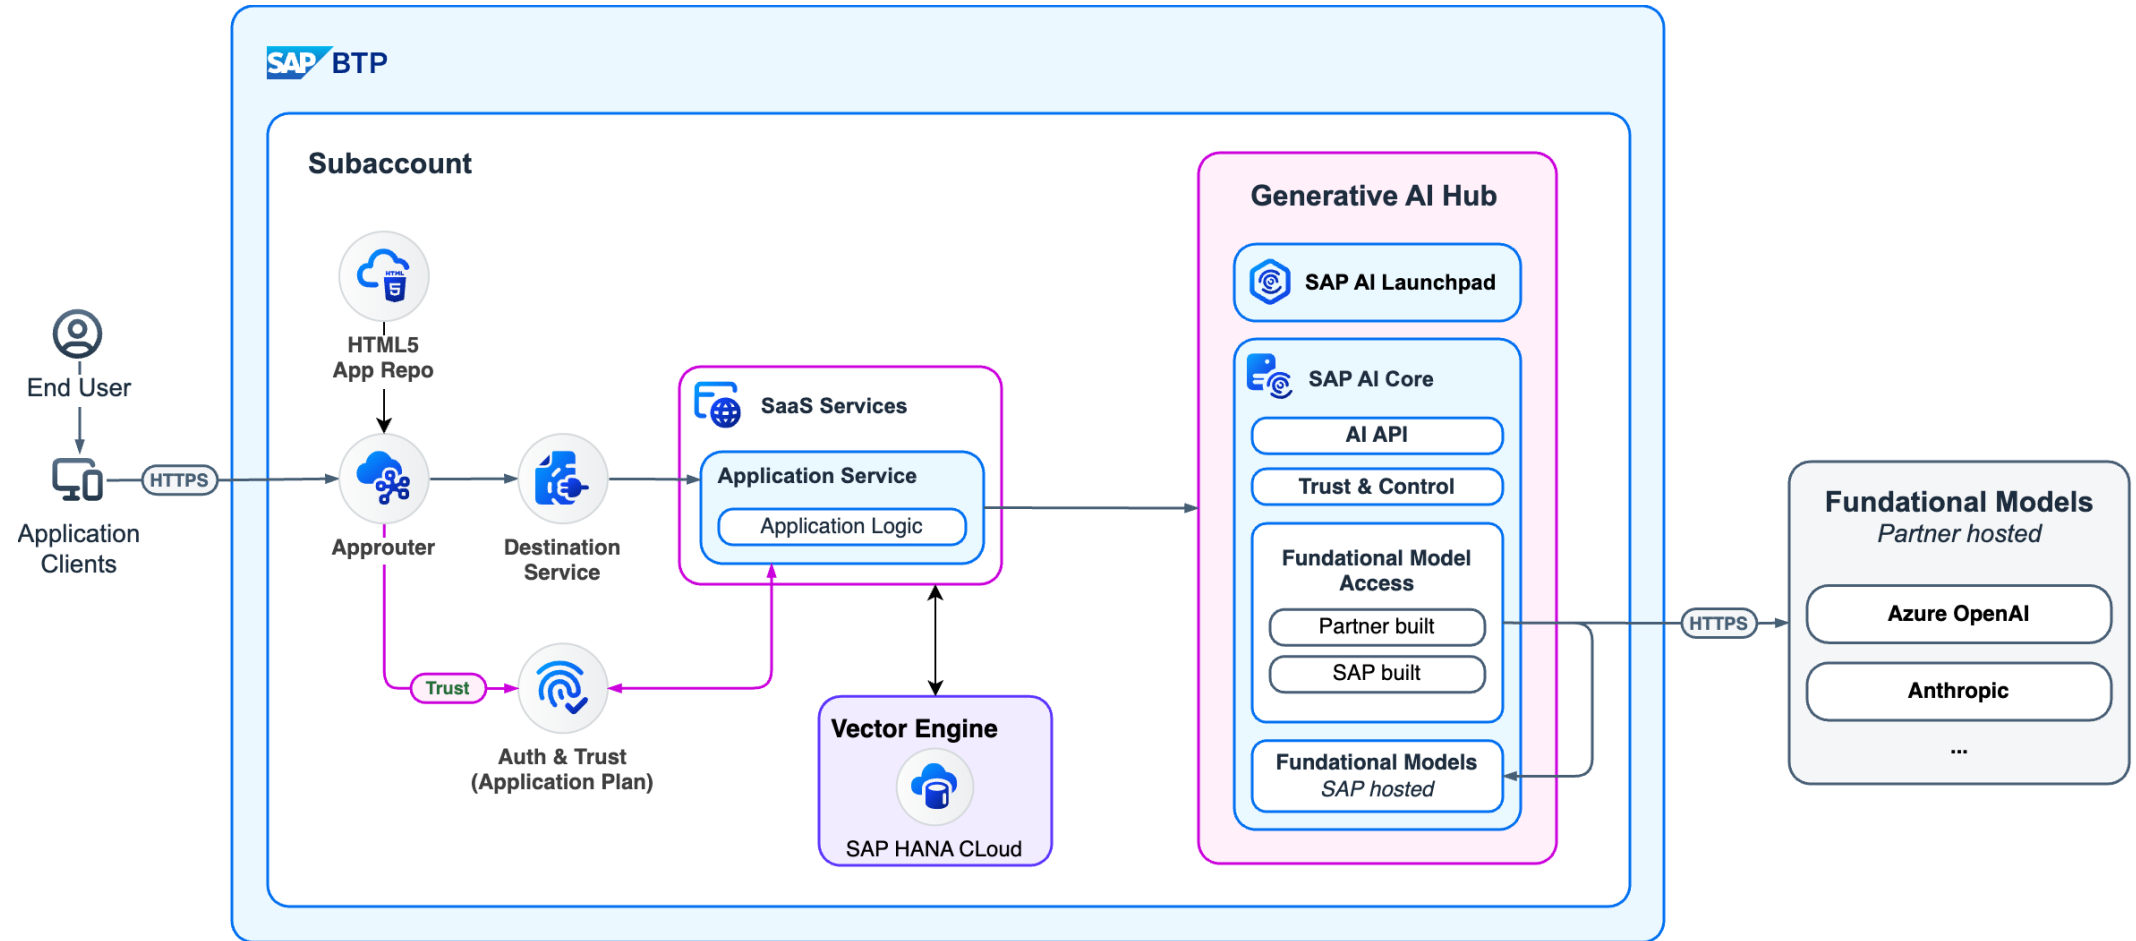 SAP BTP
Subaccount
HTML
5
HTML5
App Repo
End User
Application
Clients
HTTPS
Approuter
Destination
Service
Trust
Auth & Trust
(Application Plan)
SaaS Services
Application Service
Application Logic
Vector Engine
SAP HANA CLoud
Generative AI Hub
SAP AI Launchpad
SAP AI Core
AI API
Trust & Control
Fundational Model
Access
Partner built
SAP built
Fundational Models
SAP hosted
HTTPS
Fundational Models
Partner hosted
Azure OpenAI
Anthropic
...